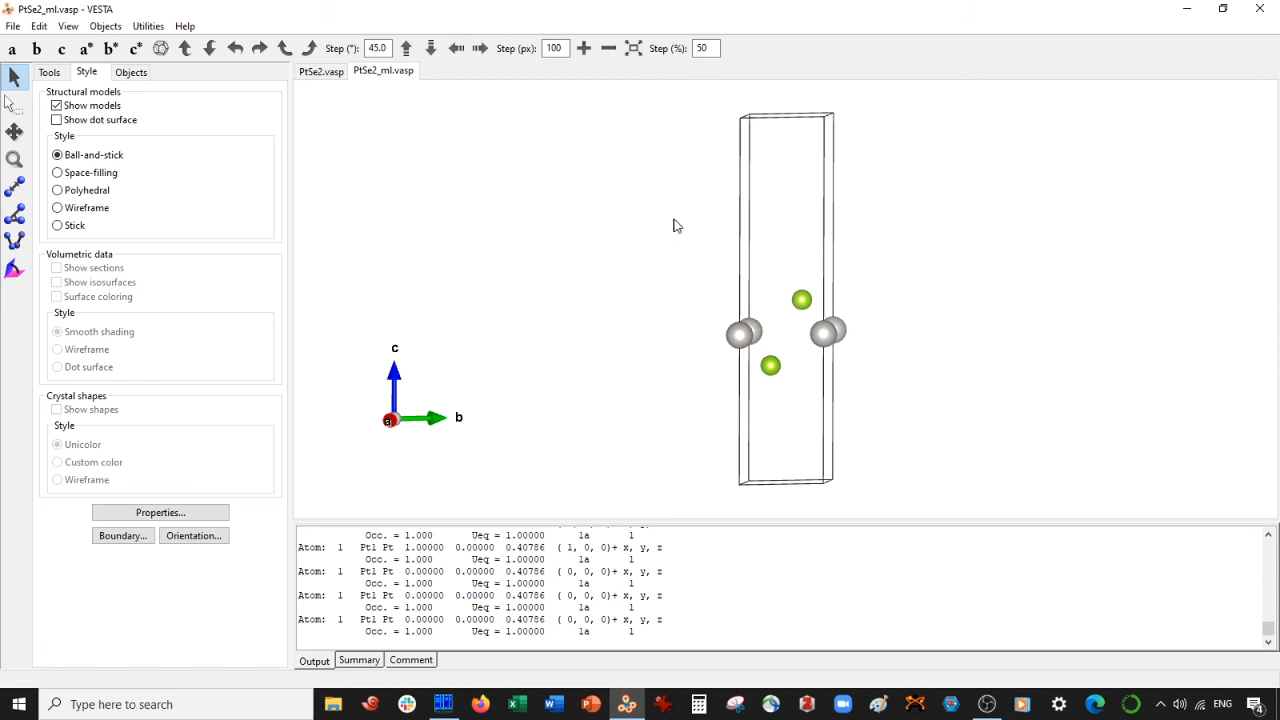 PtSe2_ml.vasp - VESTA
File Edit View Objects Utilities Help
a b c a* b* c* Step (°): 45.0 Step (px): 100 Step (%): 50
Tools Style Objects
PtSe2.vasp PtSe2_ml.vasp
Structural models
Show models
Show dot surface
Style
Ball-and-stick
Space-filling
Polyhedral
Wireframe
Stick
Volumetric data
Show sections
Show isosurfaces
Surface coloring
Style
Smooth shading
Wireframe
Dot surface
Crystal shapes
Show shapes
Style
Unicolor
Custom color
Wireframe
Properties...
Boundary... Orientation...
c
b
a
Occ. = 1.000 Ueq = 1.00000 1a 1
Atom: 1 Pt1 Pt 1.00000 0.00000 0.40786 ( 1, 0, 0)+ x, y, z
Occ. = 1.000 Ueq = 1.00000 1a 1
Atom: 1 Pt1 Pt 0.00000 0.00000 0.40786 ( 0, 0, 0)+ x, y, z
Occ. = 1.000 Ueq = 1.00000 1a 1
Atom: 1 Pt1 Pt 0.00000 0.00000 0.40786 ( 0, 0, 0)+ x, y, z
Occ. = 1.000 Ueq = 1.00000 1a 1
Atom: 1 Pt1 Pt 0.00000 0.00000 0.40786 ( 0, 0, 0)+ x, y, z
Occ. = 1.000 Ueq = 1.00000 1a 1
Output Summary Comment
Type here to search
ENG
4